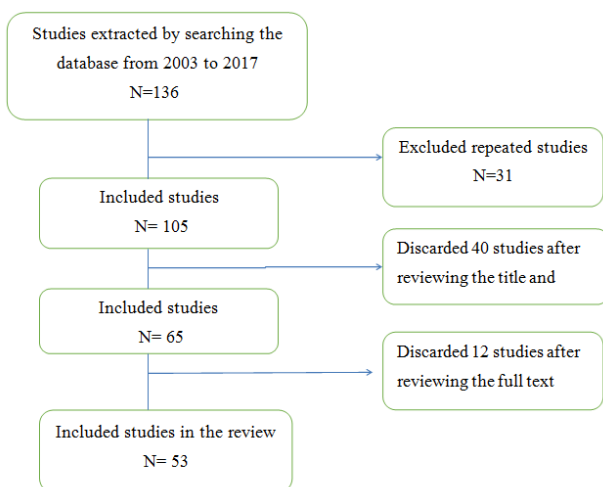 Studies extracted by searching the
database from 2003 to 2017
N=136
Excluded repeated studies
N=31
Included studies
N= 105
Discarded 40 studies after
reviewing the title and
Included studies
N= 65
Discarded 12 studies after
reviewing the full text
Included studies in the review
N= 53